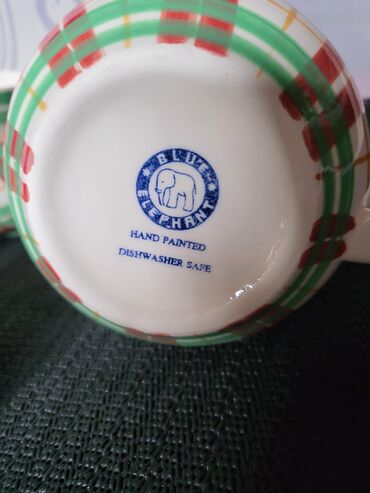 BLUE
ELEPHANT
HAND PAINTED
DISHWASHER SAFE